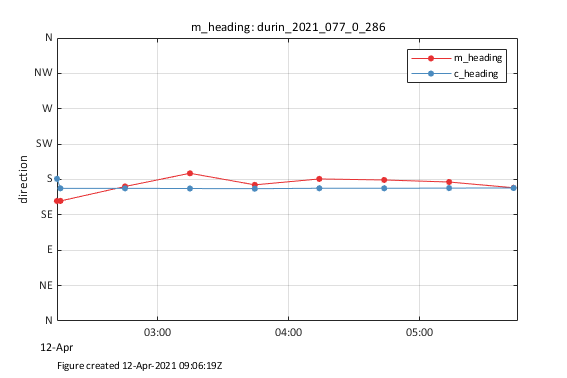 m_heading: durin_2021_077_0_286
N
m_heading
c_heading
NW
W
SW
direction
S
SE
E
NE
N
03:00
04:00
05:00
12-Apr
Figure created 12-Apr-2021 09:06:19Z